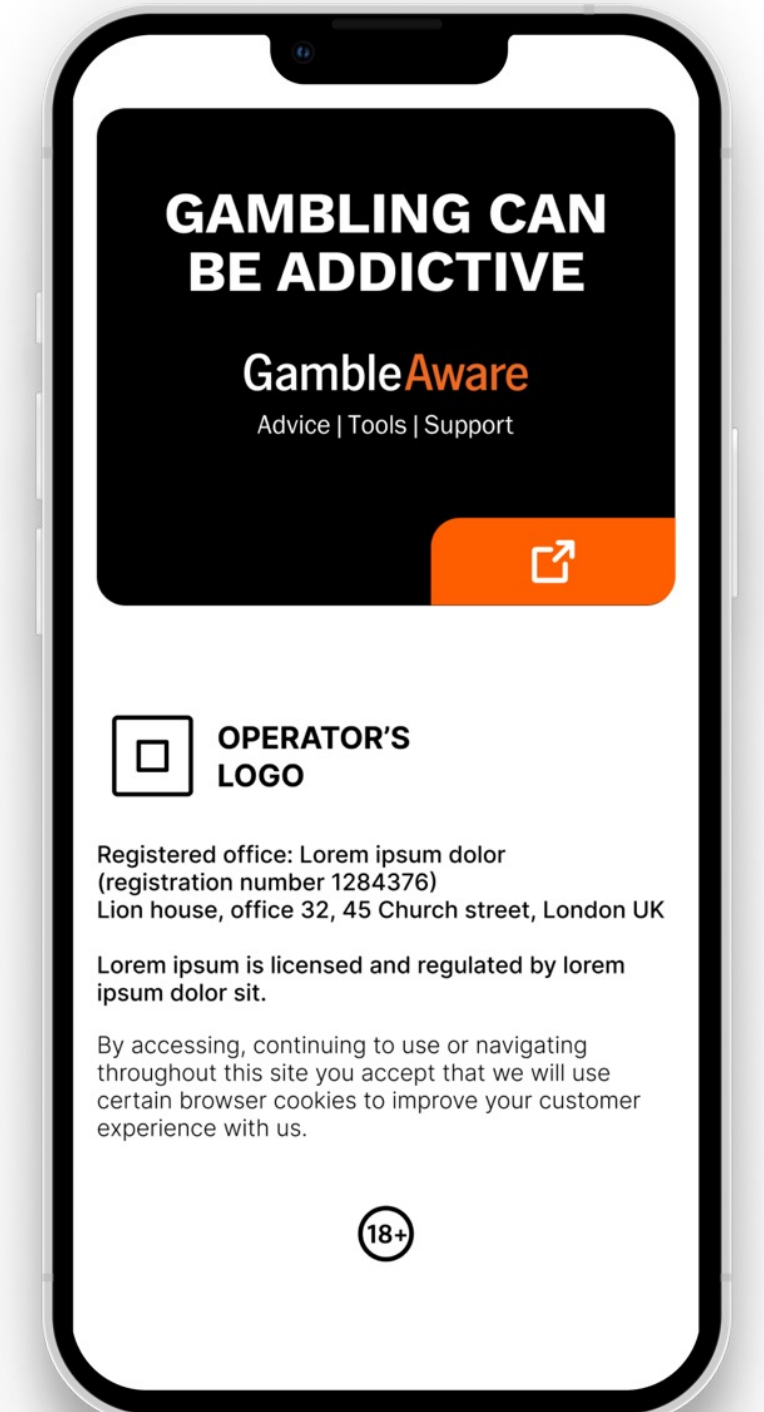 GAMBLING CAN
BE ADDICTIVE
GambleAware
Advice | Tools | Support
OPERATOR’S
LOGO
Registered office: Lorem ipsum dolor
(registration number 1284376)
Lion house, office 32, 45 Church street, London UK
Lorem ipsum is licensed and regulated by lorem
ipsum dolor sit.
By accessing, continuing to use or navigating
throughout this site you accept that we will use
certain browser cookies to improve your customer
experience with us.
18+